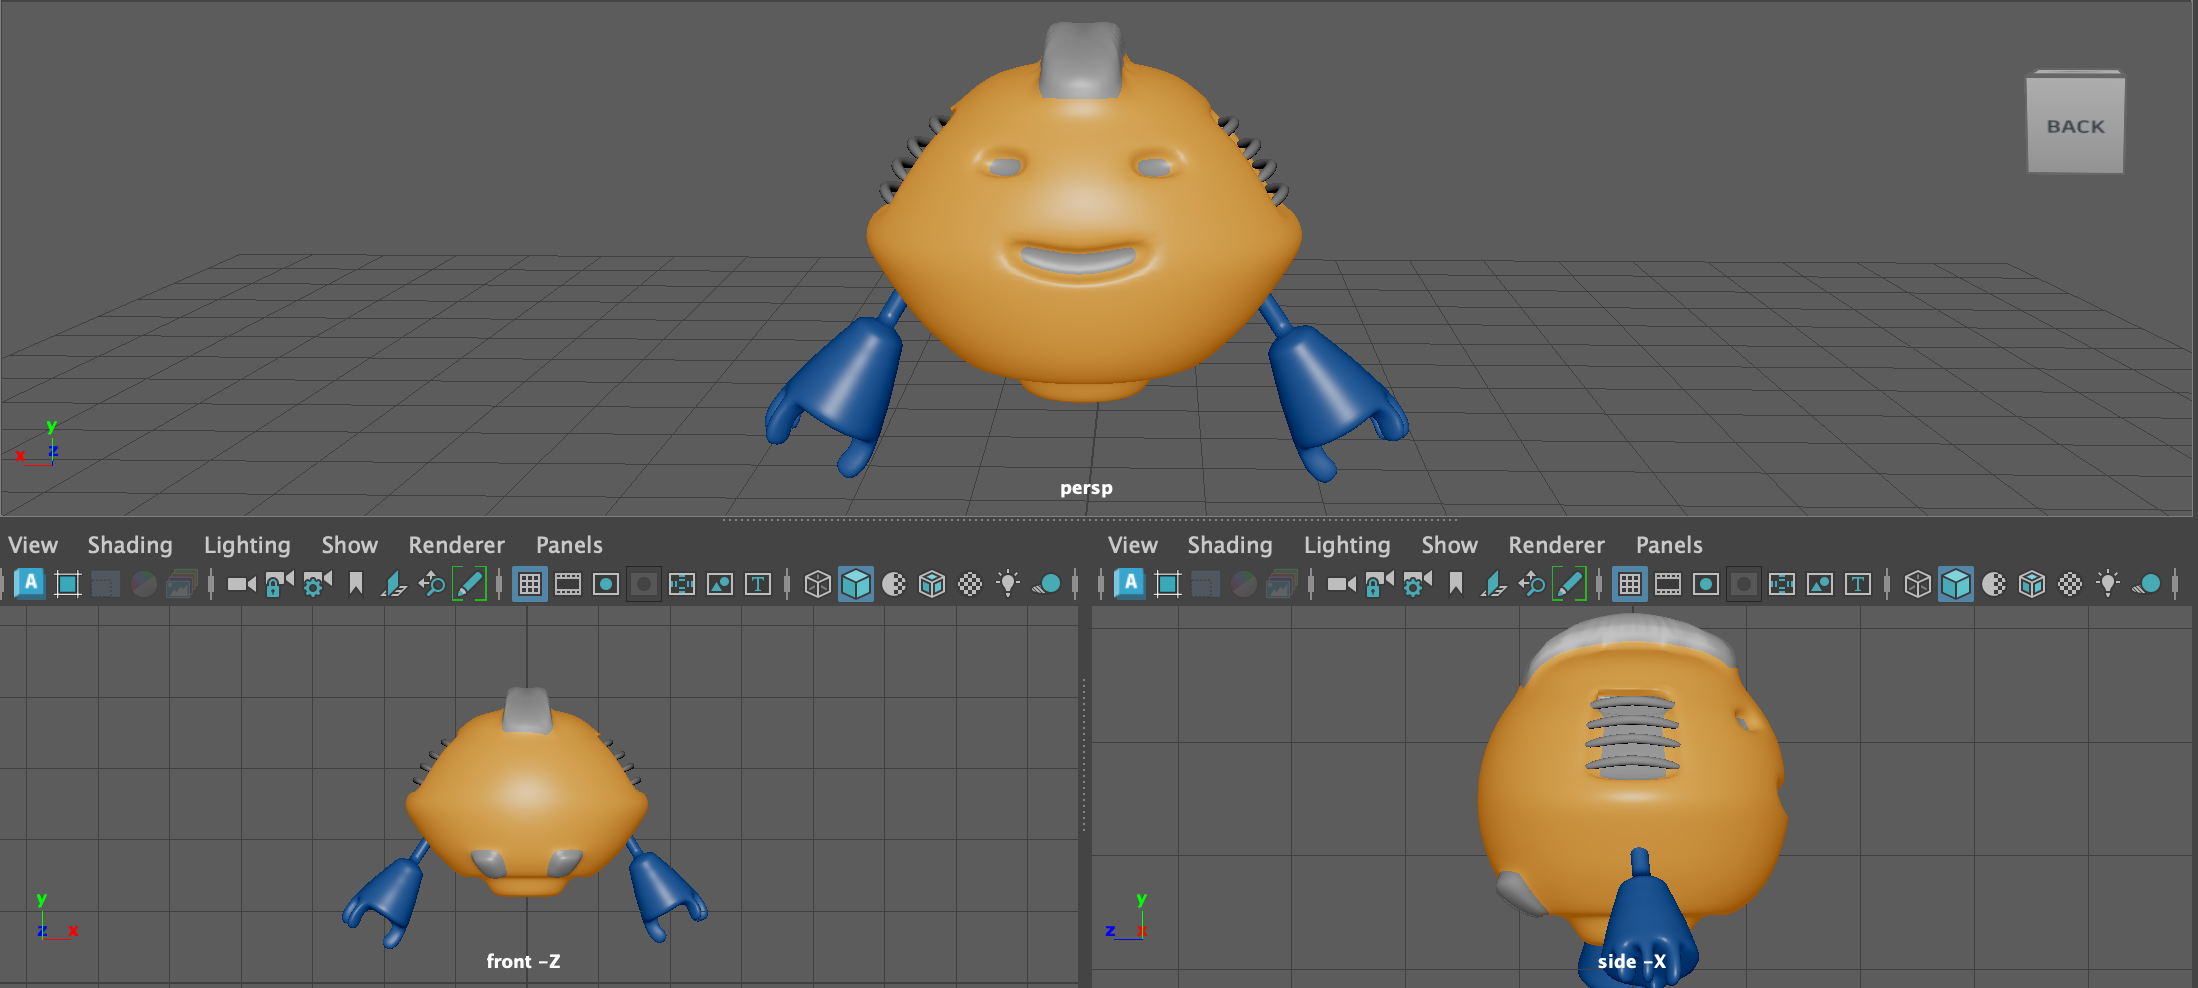 BACK
y
z
x
persp
View Shading Lighting Show Renderer Panels
View Shading Lighting Show Renderer Panels
A
T
A
T
y
z x
front -Z
y
z x
side -X